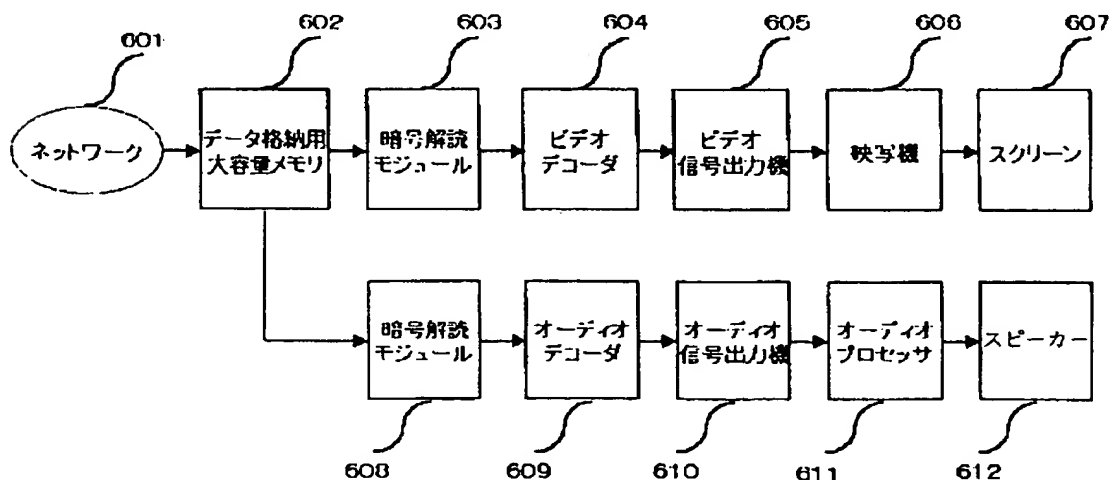 601
602
603
604
605
606
607
ネットワーク
データ格納用
大容量メモリ
暗号解読
モジュール
ビデオ
デコーダ
ビデオ
信号出力機
映写機
スクリーン
暗号解読
モジュール
オーディオ
デコーダ
オーディオ
信号出力機
オーディオ
プロセッサ
スピーカー
608
609
610
611
612